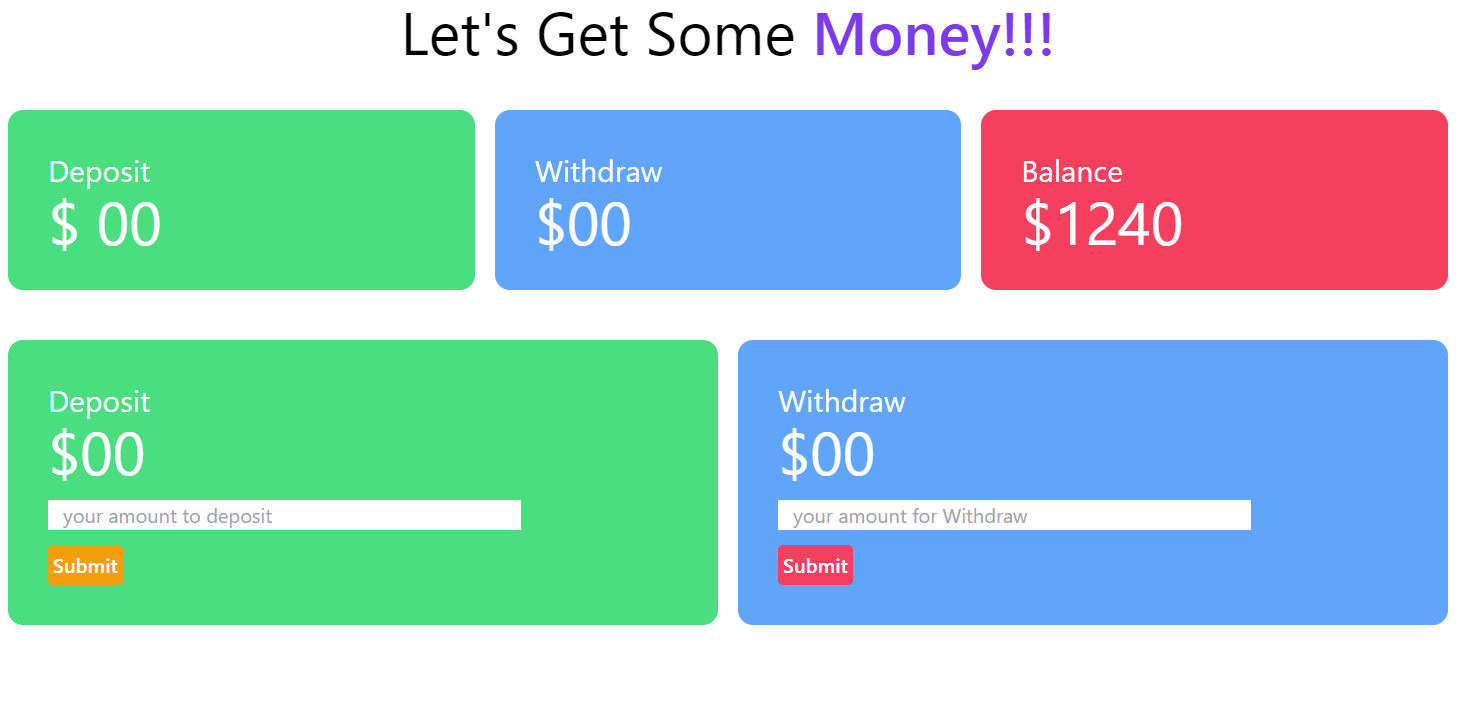 Let's Get Some Money!!!
Deposit
$ 00
Withdraw
$00
Balance
$1240
Deposit
$00
your amount to deposit
Submit
Withdraw
$00
your amount for Withdraw
Submit